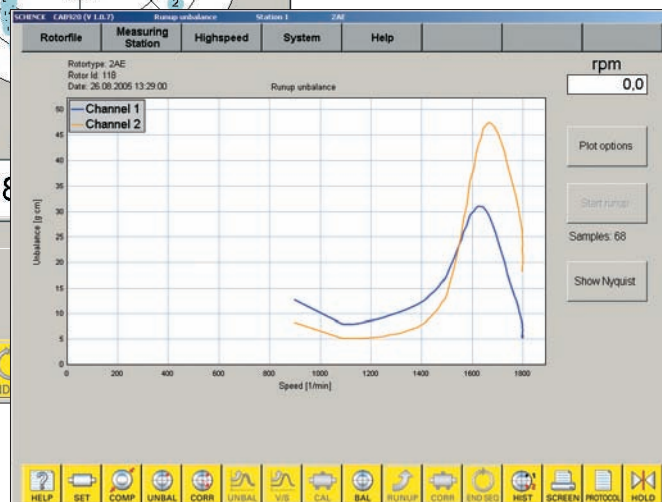 SCHENCK CAB920 (V 1.0.7) Runup unbalance Station 1 2AE
Rotorfile Measuring Station Highspeed System Help
Rotortype: 2AE
Rotor Id: 118
Date: 26.08.2005 13:29:00
Runup unbalance
rpm
0,0
Channel 1
Channel 2
50
45
40
35
30
25
20
15
10
5
0
Unbalance [g cm]
0 200 400 600 800 1000 1200 1400 1600 1800
Speed [1/min]
Plot options
Start runup
Samples: 68
Show Nyquist
2
8
HELP SET COMP UNBAL CORR UNBAL V/S CAL BAL RUNUP CORR END SEQ HIST SCREEN PROTOCOL HOLD